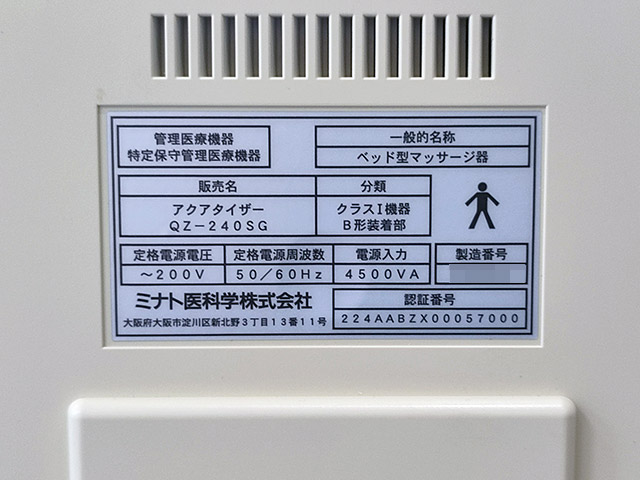 管理医療機器
特定保守管理医療機器
一般的名称
ベッド型マッサージ器
販売名
アクアタイザー
QZ-240SG
分類
クラスI機器
B形装着部
定格電源電圧
～200V
定格電源周波数
50/60Hz
電源入力
4500VA
製造番号
ミナト医科学株式会社
大阪府大阪市淀川区新北野3丁目13番11号
認証番号
224AABZX00057000